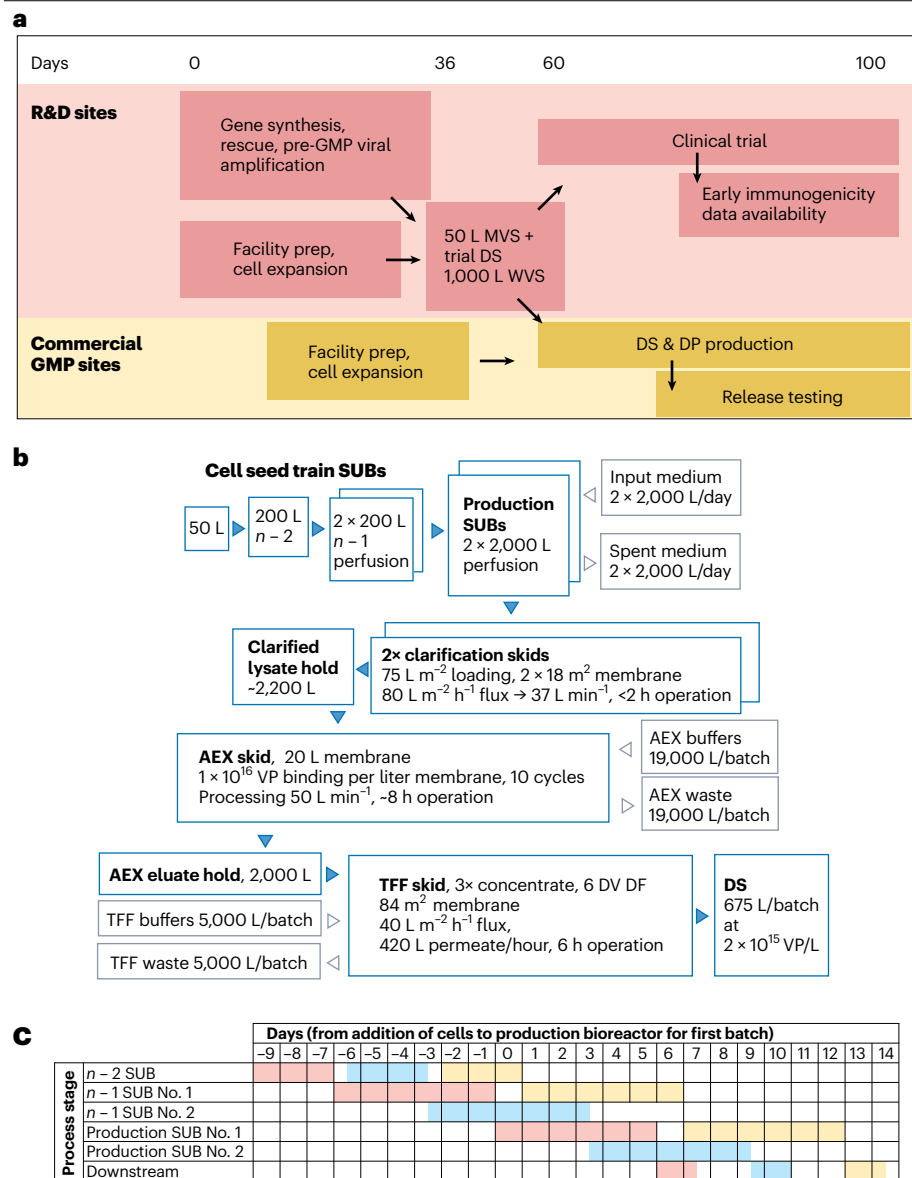 a
Days 0 36 60 100
R&D sites
Gene synthesis,
rescue, pre-GMP viral
amplification
Clinical trial
Early immunogenicity
data availability
Facility prep,
cell expansion
50 L MVS +
trial DS
1,000 L WVS
Commercial
GMP sites
Facility prep,
cell expansion
DS & DP production
Release testing
b
Cell seed train SUBs
50 L
200 L
n – 2
2 × 200 L
n – 1
perfusion
Production
SUBs
2 × 2,000 L
perfusion
Input medium
2 × 2,000 L/day
Spent medium
2 × 2,000 L/day
Clarified
lysate hold
~2,200 L
2× clarification skids
75 L m⁻² loading, 2 × 18 m² membrane
80 L m⁻² h⁻¹ flux → 37 L min⁻¹, <2 h operation
AEX skid, 20 L membrane
1 × 10¹⁶ VP binding per liter membrane, 10 cycles
Processing 50 L min⁻¹, ~8 h operation
AEX buffers
19,000 L/batch
AEX waste
19,000 L/batch
AEX eluate hold, 2,000 L
TFF buffers 5,000 L/batch
TFF waste 5,000 L/batch
TFF skid, 3× concentrate, 6 DV DF
84 m² membrane
40 L m⁻² h⁻¹ flux,
420 L permeate/hour, 6 h operation
DS
675 L/batch
at
2 × 10¹⁵ VP/L
c
Days (from addition of cells to production bioreactor for first batch)
–9 –8 –7 –6 –5 –4 –3 –2 –1 0 1 2 3 4 5 6 7 8 9 10 11 12 13 14
Process stage
n – 2 SUB
n – 1 SUB No. 1
n – 1 SUB No. 2
Production SUB No. 1
Production SUB No. 2
Downstream